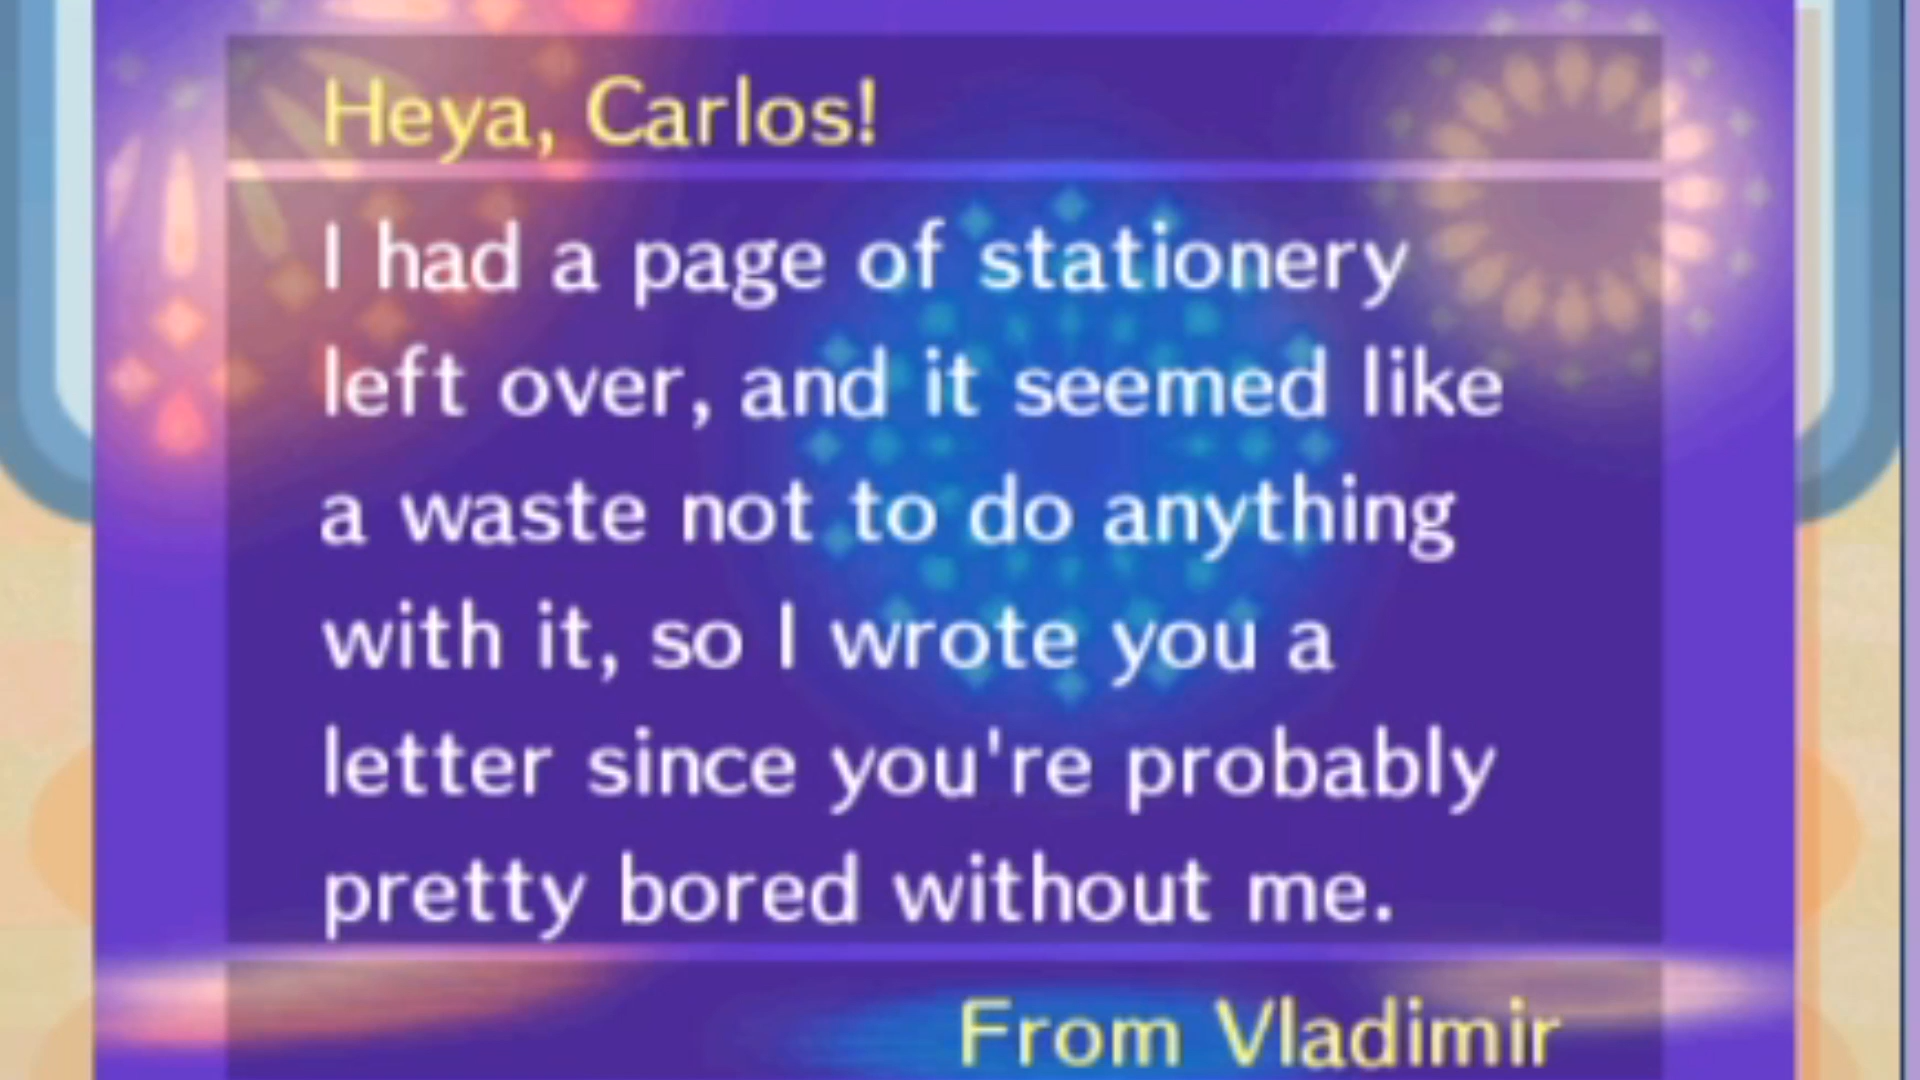 Heya, Carlos!
I had a page of stationery
left over, and it seemed like
a waste not to do anything
with it, so I wrote you a
letter since you're probably
pretty bored without me.
From Vladimir